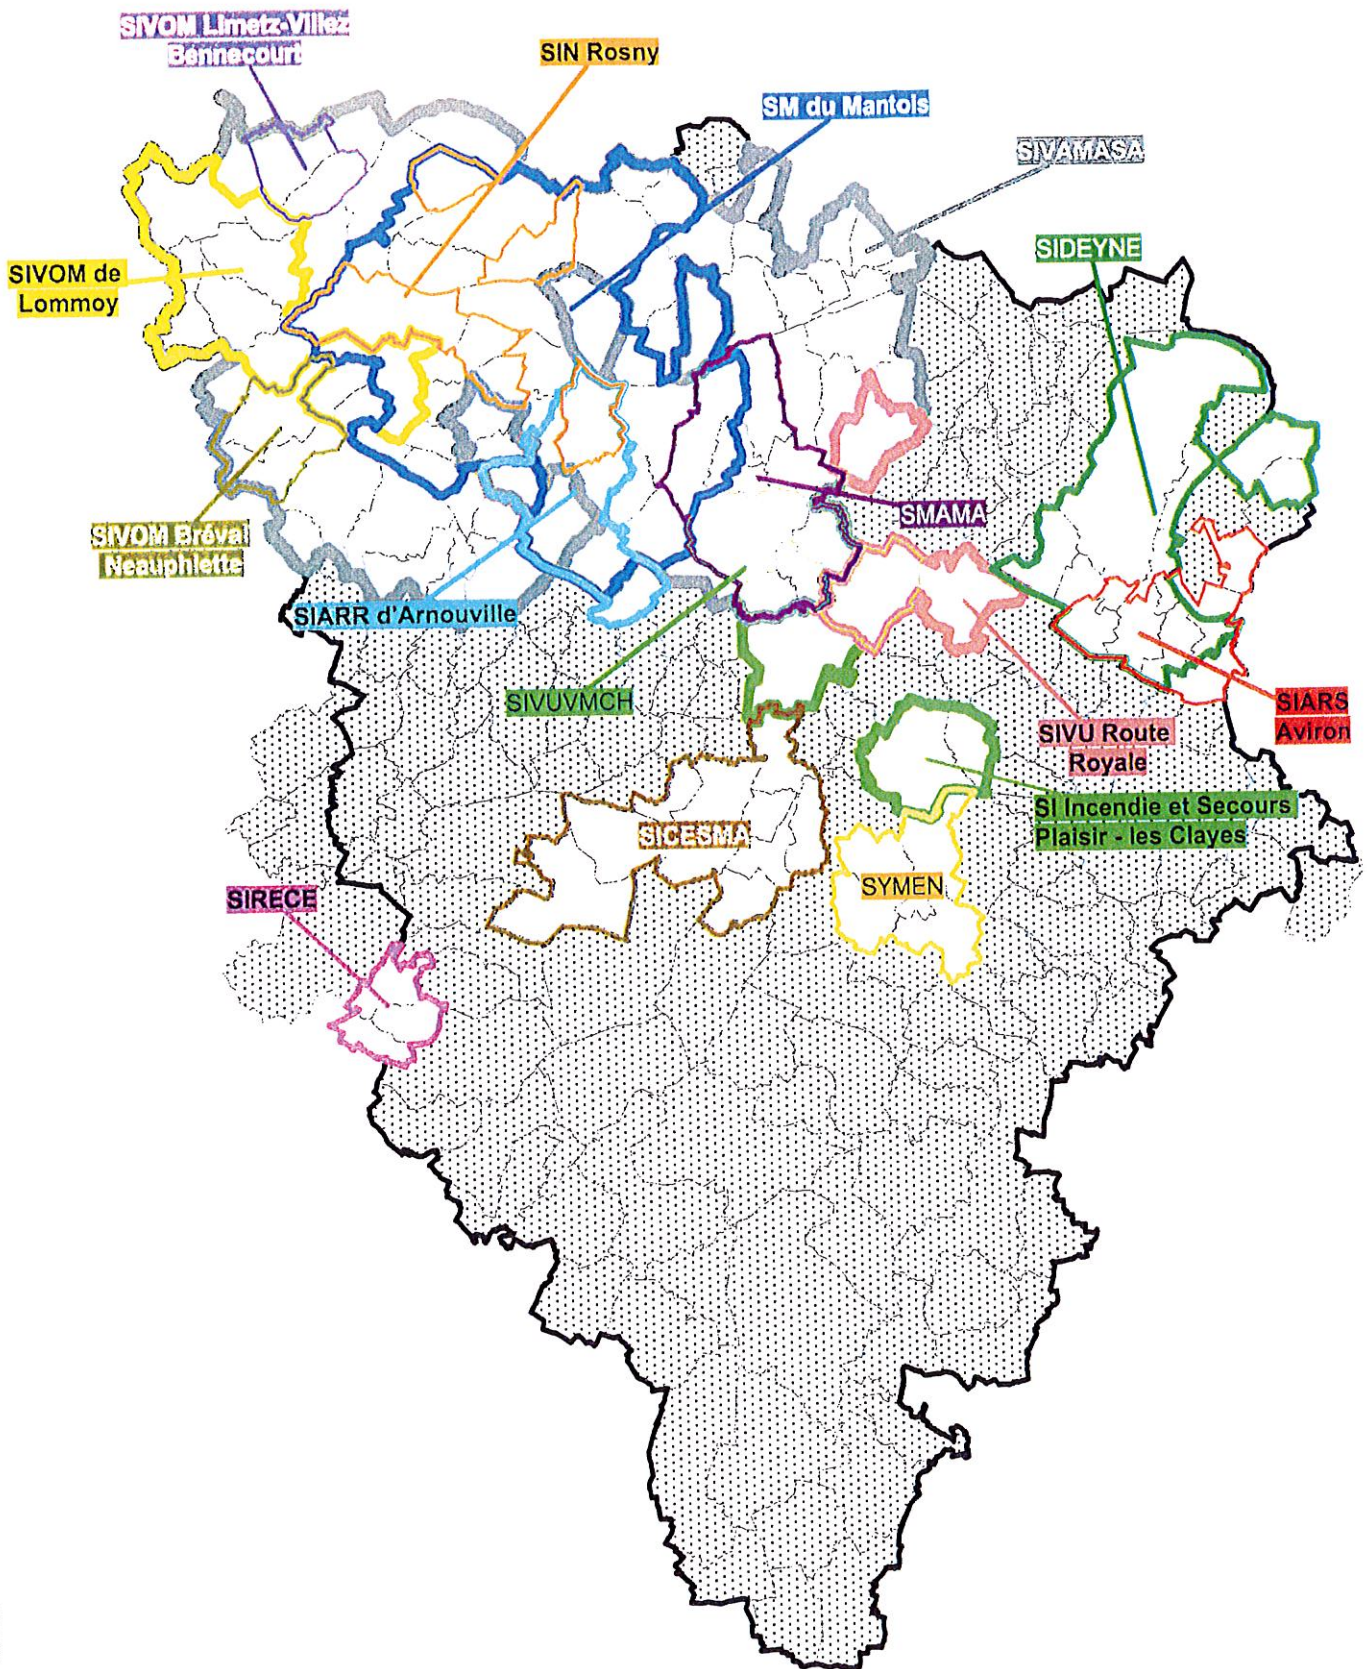 SIVOM Limetz-Villez
Bennecourt
SIN Rosny
SM du Mantois
SIVAMASA
SIDEYNE
SIVOM de
Lommoy
SMAMA
SIVOM Bréval
Neauphlette
SIARR d'Arnouville
SIVUVMCH
SIARS
Aviron
SIVU Route
Royale
SI Incendie et Secours
Plaisir - les Clayes
SICESMA
SYMEN
SIRECE